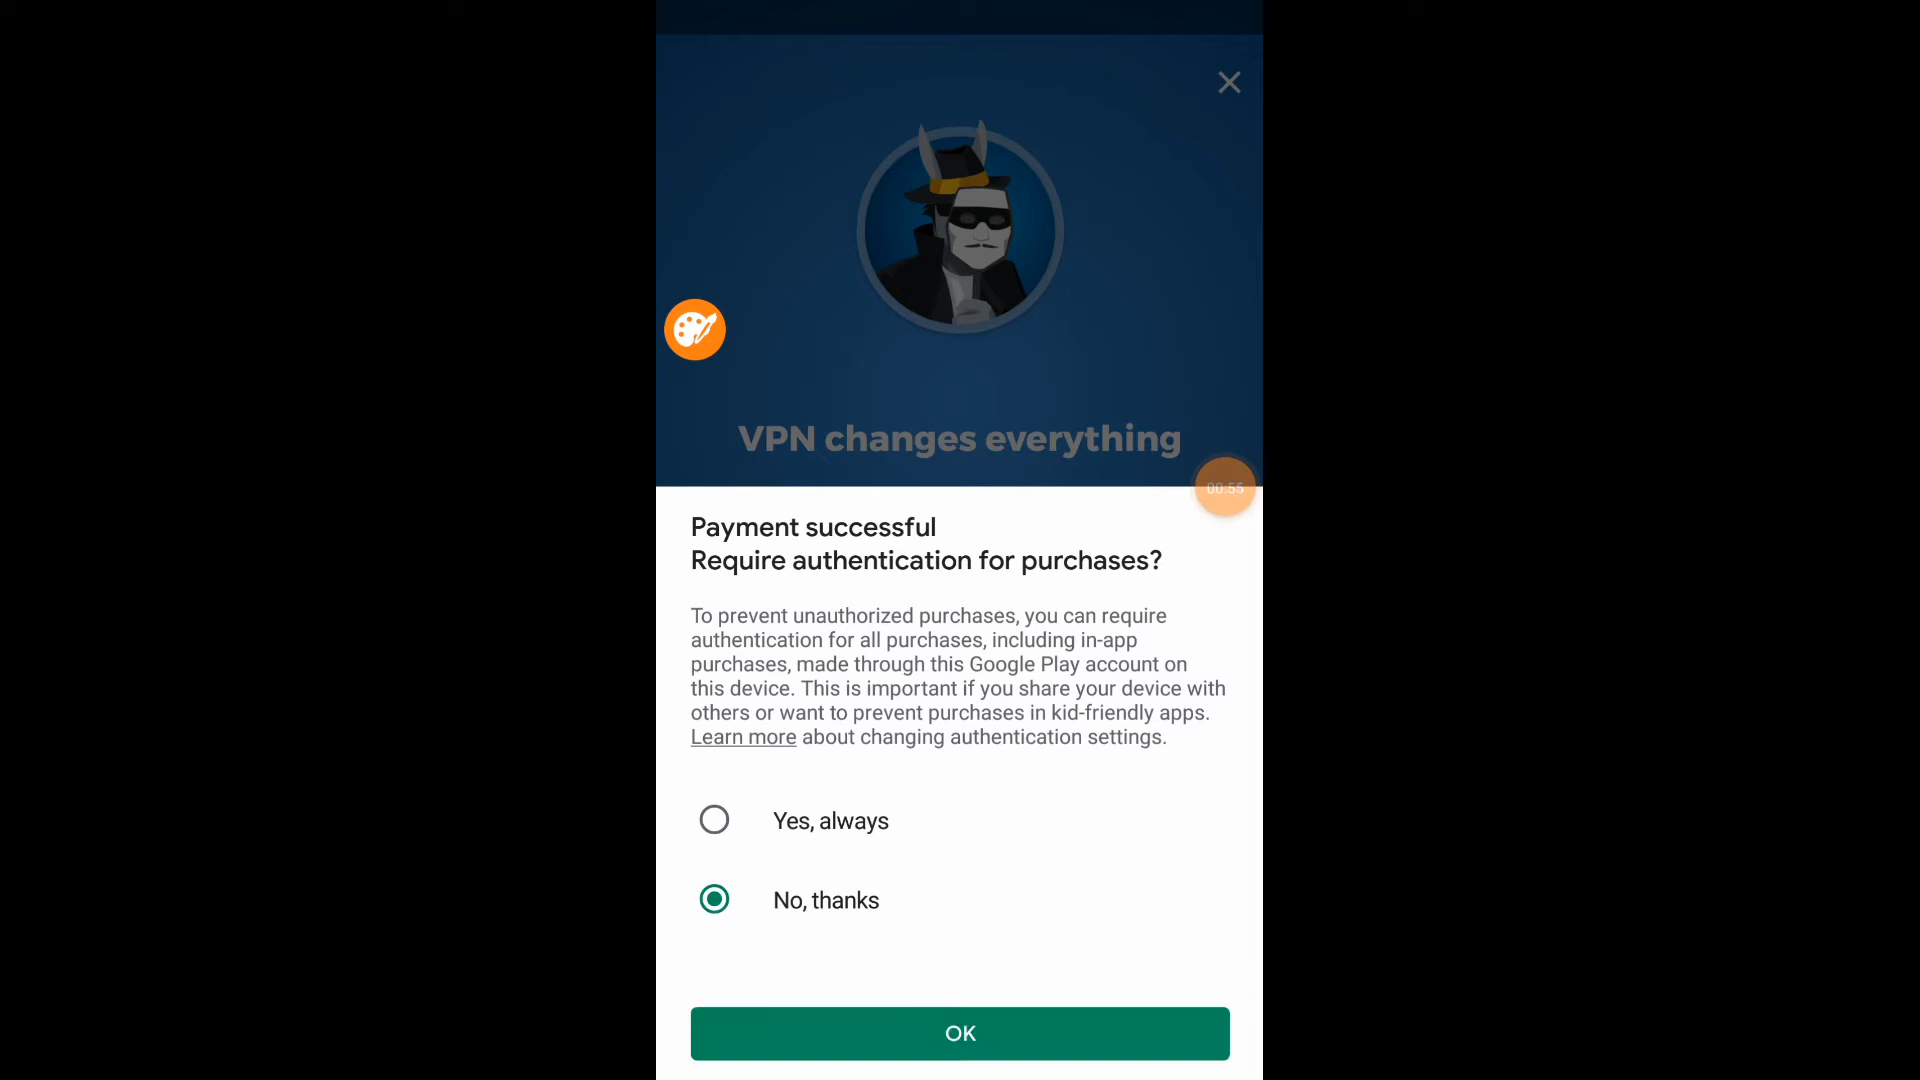 VPN changes everything
00:55
Payment successful
Require authentication for purchases?
To prevent unauthorized purchases, you can require
authentication for all purchases, including in-app
purchases, made through this Google Play account on
this device. This is important if you share your device with
others or want to prevent purchases in kid-friendly apps.
Learn more about changing authentication settings.
Yes, always
No, thanks
OK